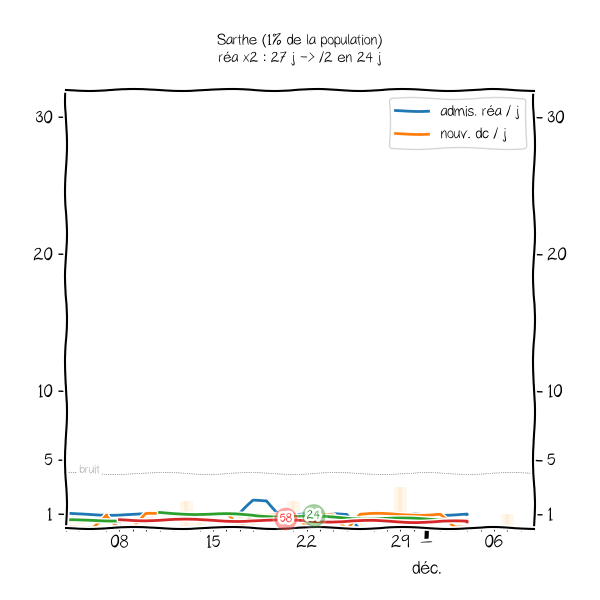 Sarthe (1% de la population)
réa x2 : 27 j -> /2 en 24 j
admis. réa / j
nouv. dc / j
30
30
20
20
10
10
5
5
bruit
1
1
58
24
08
15
22
29
06
déc.